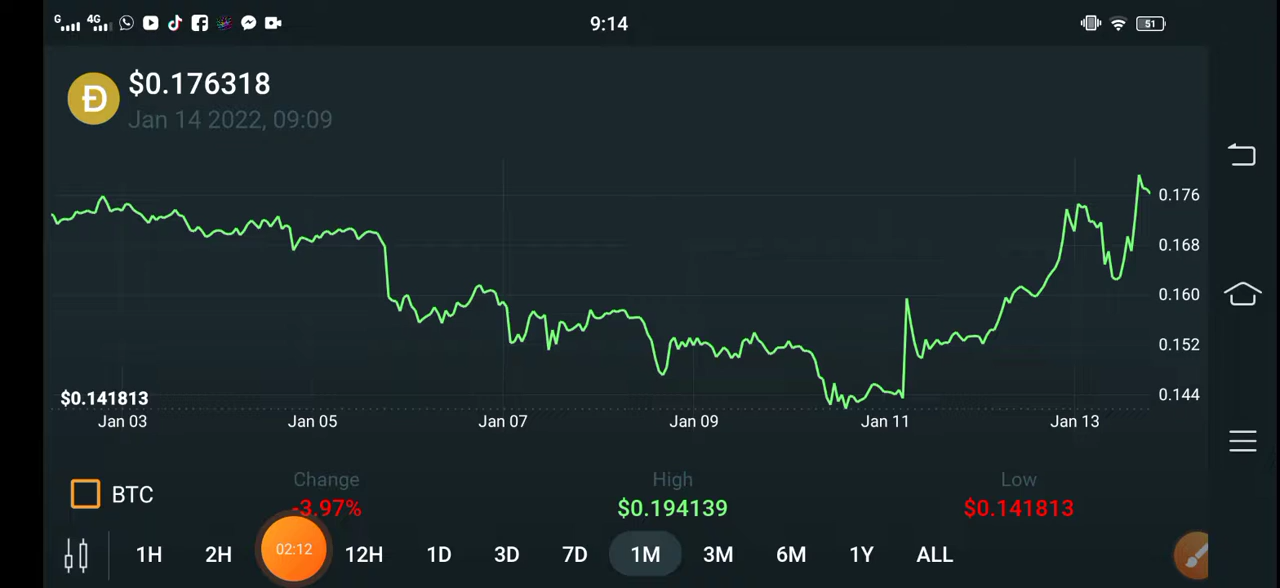 G 4G 9:14 51
$0.176318
Jan 14 2022, 09:09
0.176
0.168
0.160
0.152
0.144
$0.141813
Jan 03 Jan 05 Jan 07 Jan 09 Jan 11 Jan 13
BTC
Change High Low
-3.97% $0.194139 $0.141813
1H 2H 02:12 12H 1D 3D 7D 1M 3M 6M 1Y ALL